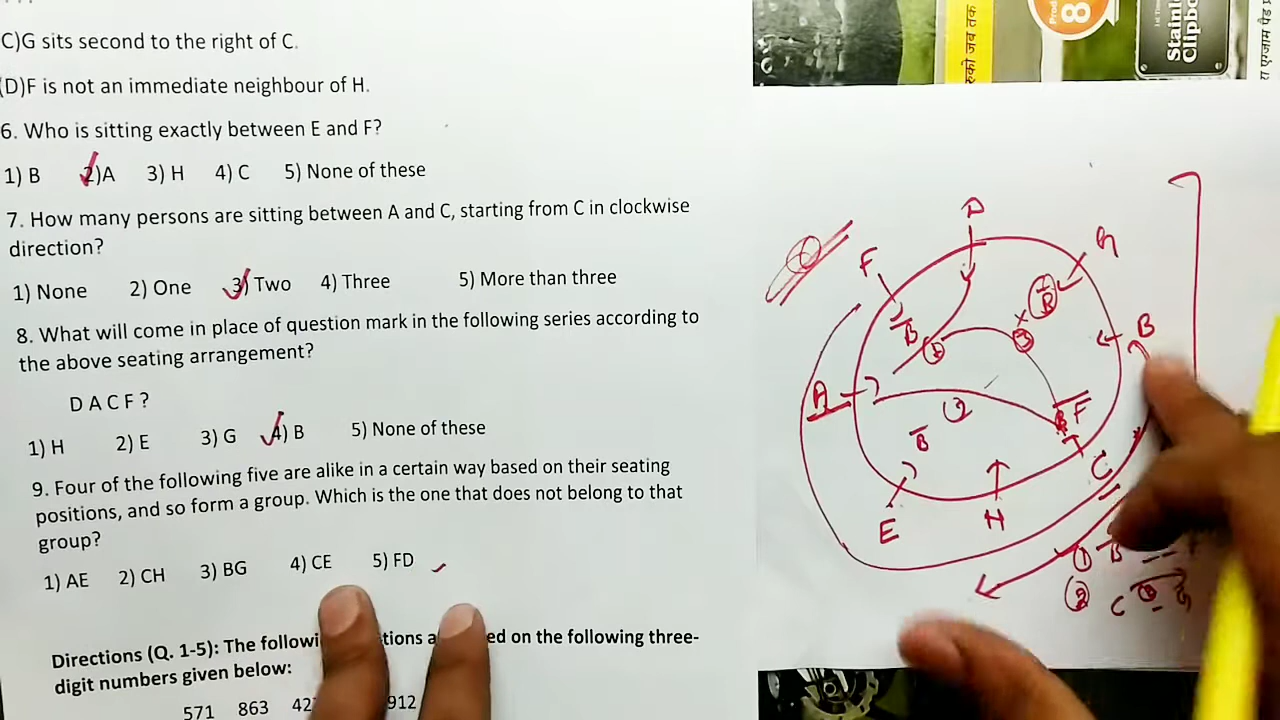 C)G sits second to the right of C.
(D)F is not an immediate neighbour of H.
6. Who is sitting exactly between E and F?
1) B 2)A 3) H 4) C 5) None of these
7. How many persons are sitting between A and C, starting from C in clockwise
direction?
1) None 2) One 3) Two 4) Three 5) More than three
8. What will come in place of question mark in the following series according to
the above seating arrangement?
D A C F ?
1) H 2) E 3) G 4) B 5) None of these
9. Four of the following five are alike in a certain way based on their seating
positions, and so form a group. Which is the one that does not belong to that
group?
1) AE 2) CH 3) BG 4) CE 5) FD
Directions (Q. 1-5): The following three-
digit numbers given below:
571 863 912
रुको जब तक
8
Clipbo
D
F
B
B
A
2
F
B
C
E
H
1
2
C